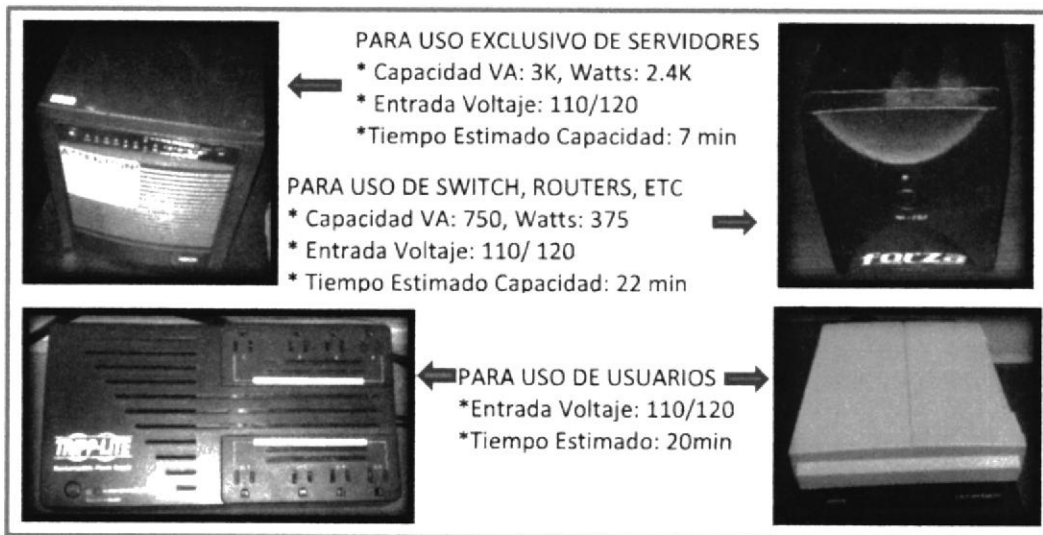 PARA USO EXCLUSIVO DE SERVIDORES
* Capacidad VA: 3K, Watts: 2.4K
* Entrada Voltaje: 110/120
*Tiempo Estimado Capacidad: 7 min
PARA USO DE SWITCH, ROUTERS, ETC
* Capacidad VA: 750, Watts: 375
* Entrada Voltaje: 110/ 120
* Tiempo Estimado Capacidad: 22 min
PARA USO DE USUARIOS
*Entrada Voltaje: 110/120
*Tiempo Estimado: 20min
ATTENTION
FORZA
TRIPP-LITE